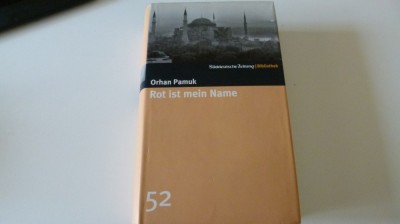 Süddeutsche Zeitung | Bibliothek
Orhan Pamuk
Rot ist mein Name
52